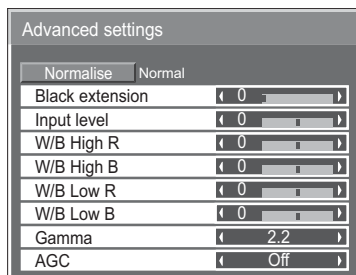 Advanced settings
Normalise Normal
Black extension 0
Input level 0
W/B High R 0
W/B High B 0
W/B Low R 0
W/B Low B 0
Gamma 2.2
AGC Off